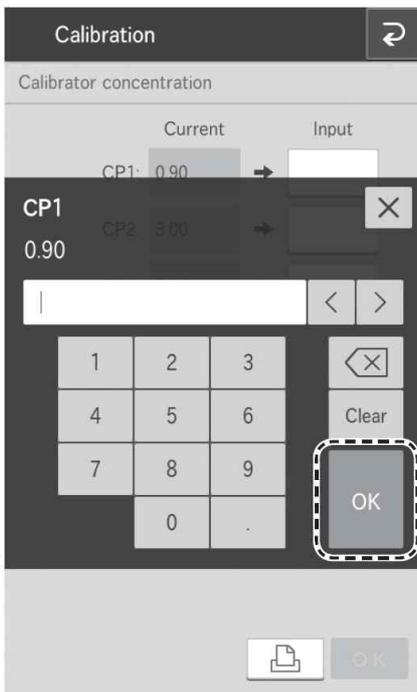 Calibration
Calibrator concentration
Current Input
CP1: 0.90
CP1
CP2 3.00
0.90
1 2 3
4 5 6 Clear
7 8 9 OK
0 .
OK